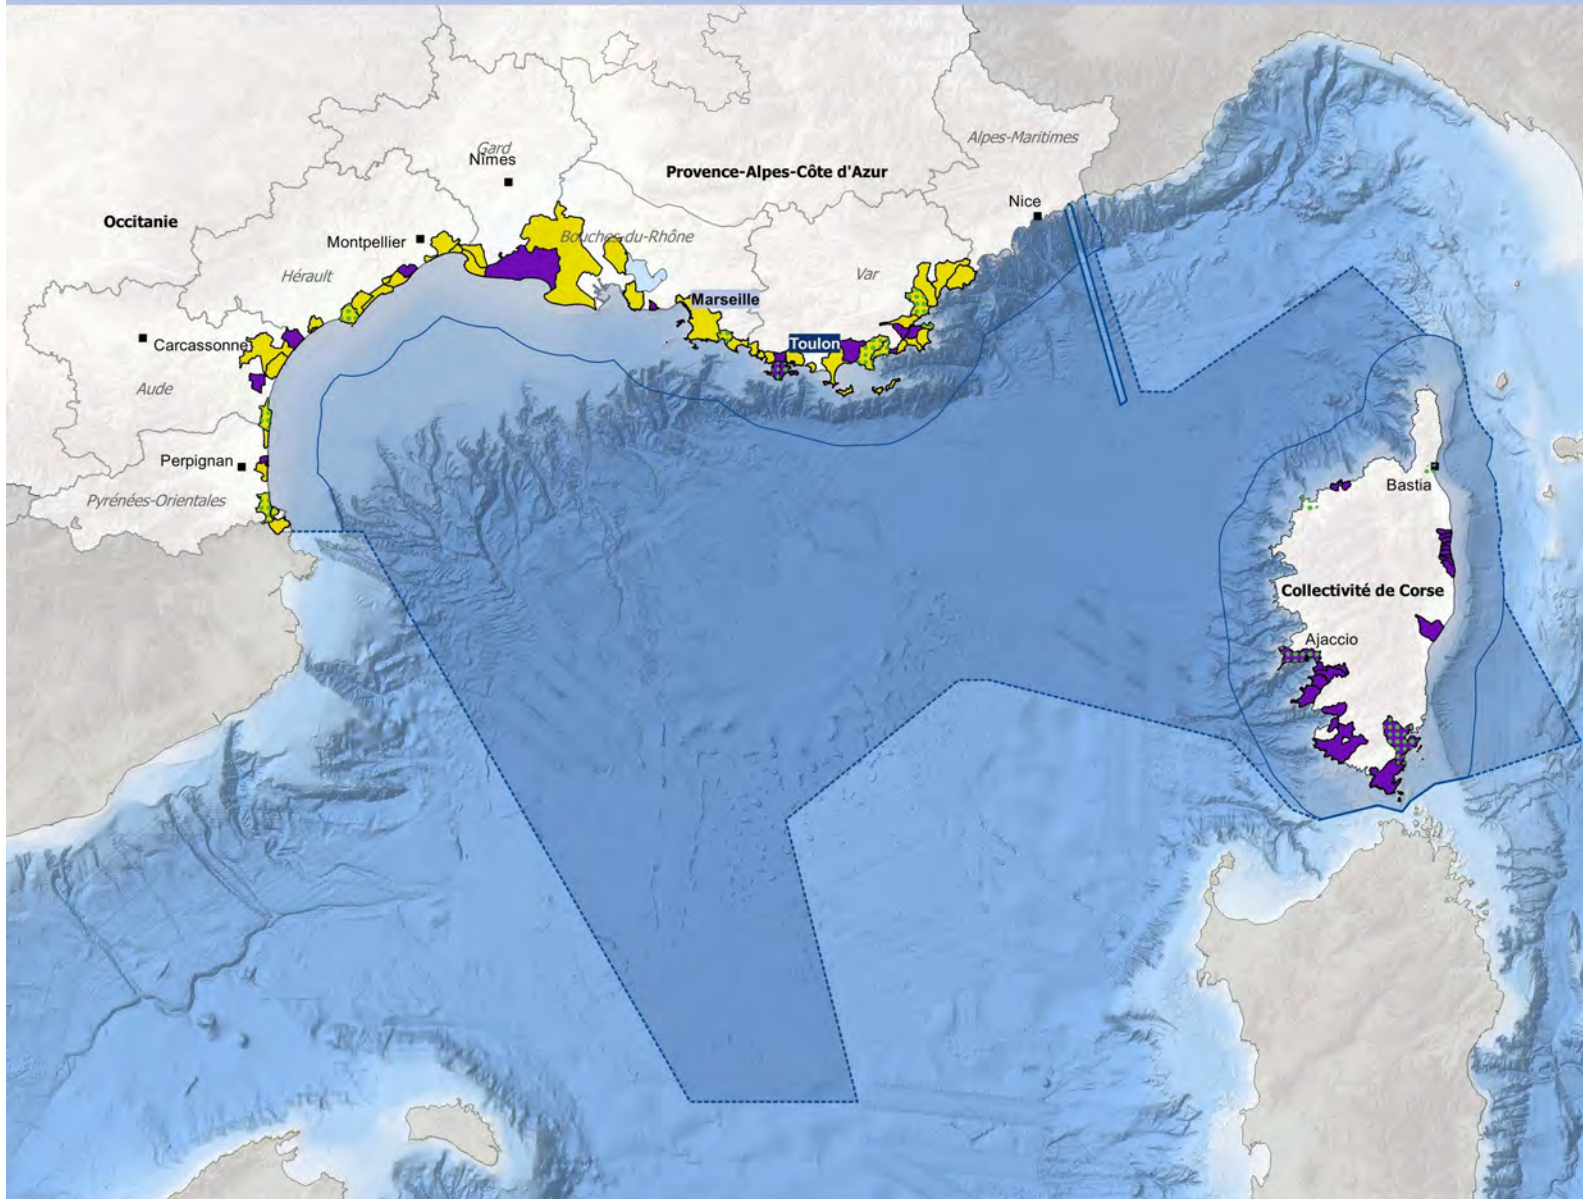 Alpes-Maritimes
Gard
Nîmes
Provence-Alpes-Côte d'Azur
Nice
Occitanie
Montpellier
Bouches-du-Rhône
Hérault
Var
Marseille
Carcassonne
Toulon
Aude
Perpignan
Bastia
Pyrénées-Orientales
Collectivité de Corse
Ajaccio